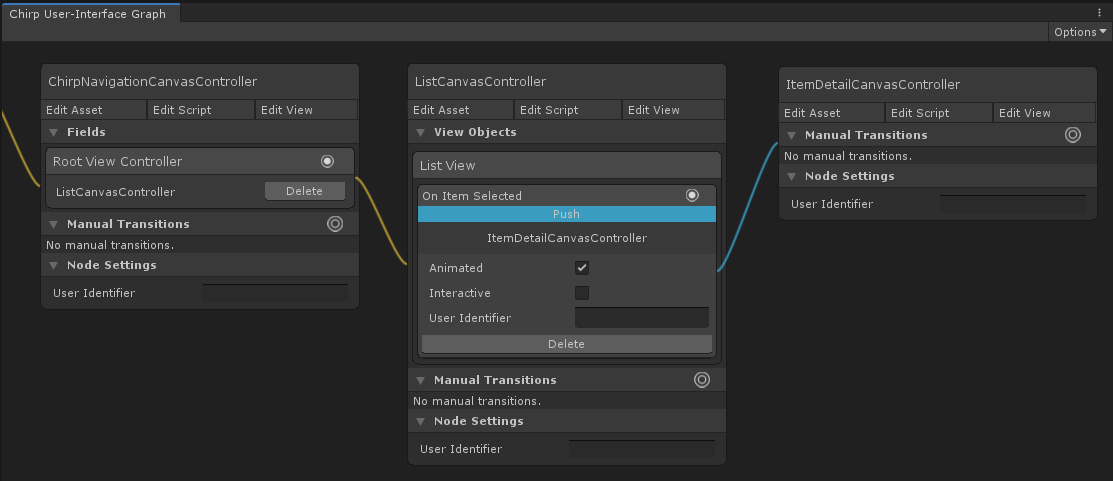 Chirp User-Interface Graph
Options
ChirpNavigationCanvasController
Edit Asset Edit Script Edit View
Fields
Root View Controller
ListCanvasController Delete
Manual Transitions
No manual transitions.
Node Settings
User Identifier
ListCanvasController
Edit Asset Edit Script Edit View
View Objects
List View
On Item Selected
Push
ItemDetailCanvasController
Animated
Interactive
User Identifier
Delete
Manual Transitions
No manual transitions.
Node Settings
User Identifier
ItemDetailCanvasController
Edit Asset Edit Script Edit View
Manual Transitions
No manual transitions.
Node Settings
User Identifier